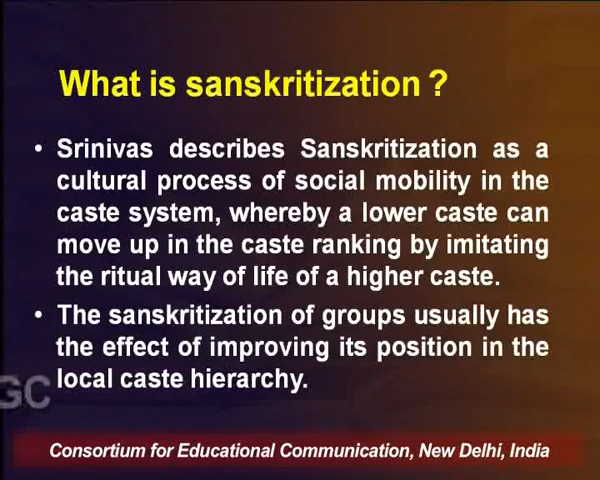 What is sanskritization ?
• Srinivas describes Sanskritization as a
cultural process of social mobility in the
caste system, whereby a lower caste can
move up in the caste ranking by imitating
the ritual way of life of a higher caste.
• The sanskritization of groups usually has
the effect of improving its position in the
local caste hierarchy.
GC
Consortium for Educational Communication, New Delhi, India